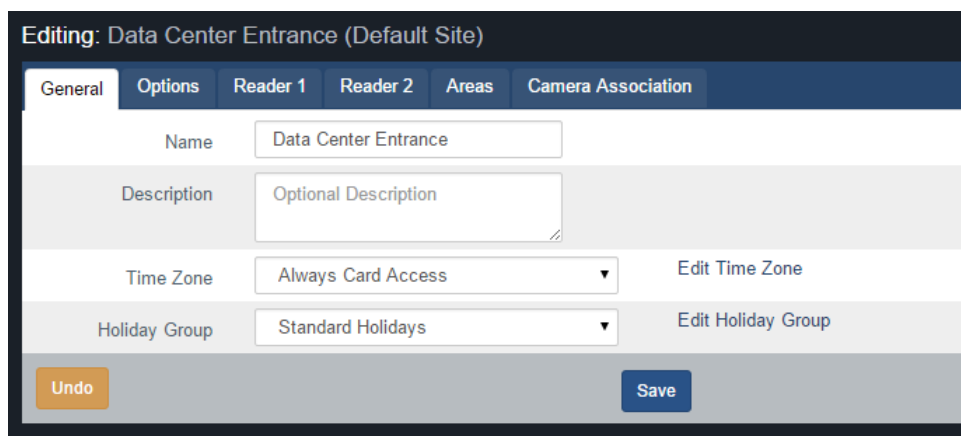 Editing: Data Center Entrance (Default Site)
General Options Reader 1 Reader 2 Areas Camera Association
Name Data Center Entrance
Description Optional Description
Time Zone Always Card Access Edit Time Zone
Holiday Group Standard Holidays Edit Holiday Group
Undo Save